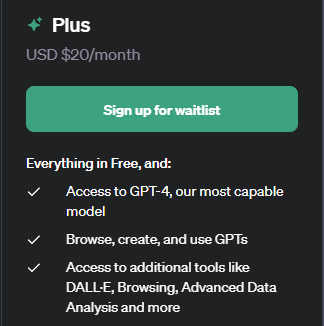 Plus
USD $20/month
Sign up for waitlist
Everything in Free, and:
Access to GPT-4, our most capable
model
Browse, create, and use GPTs
Access to additional tools like
DALL·E, Browsing, Advanced Data
Analysis and more